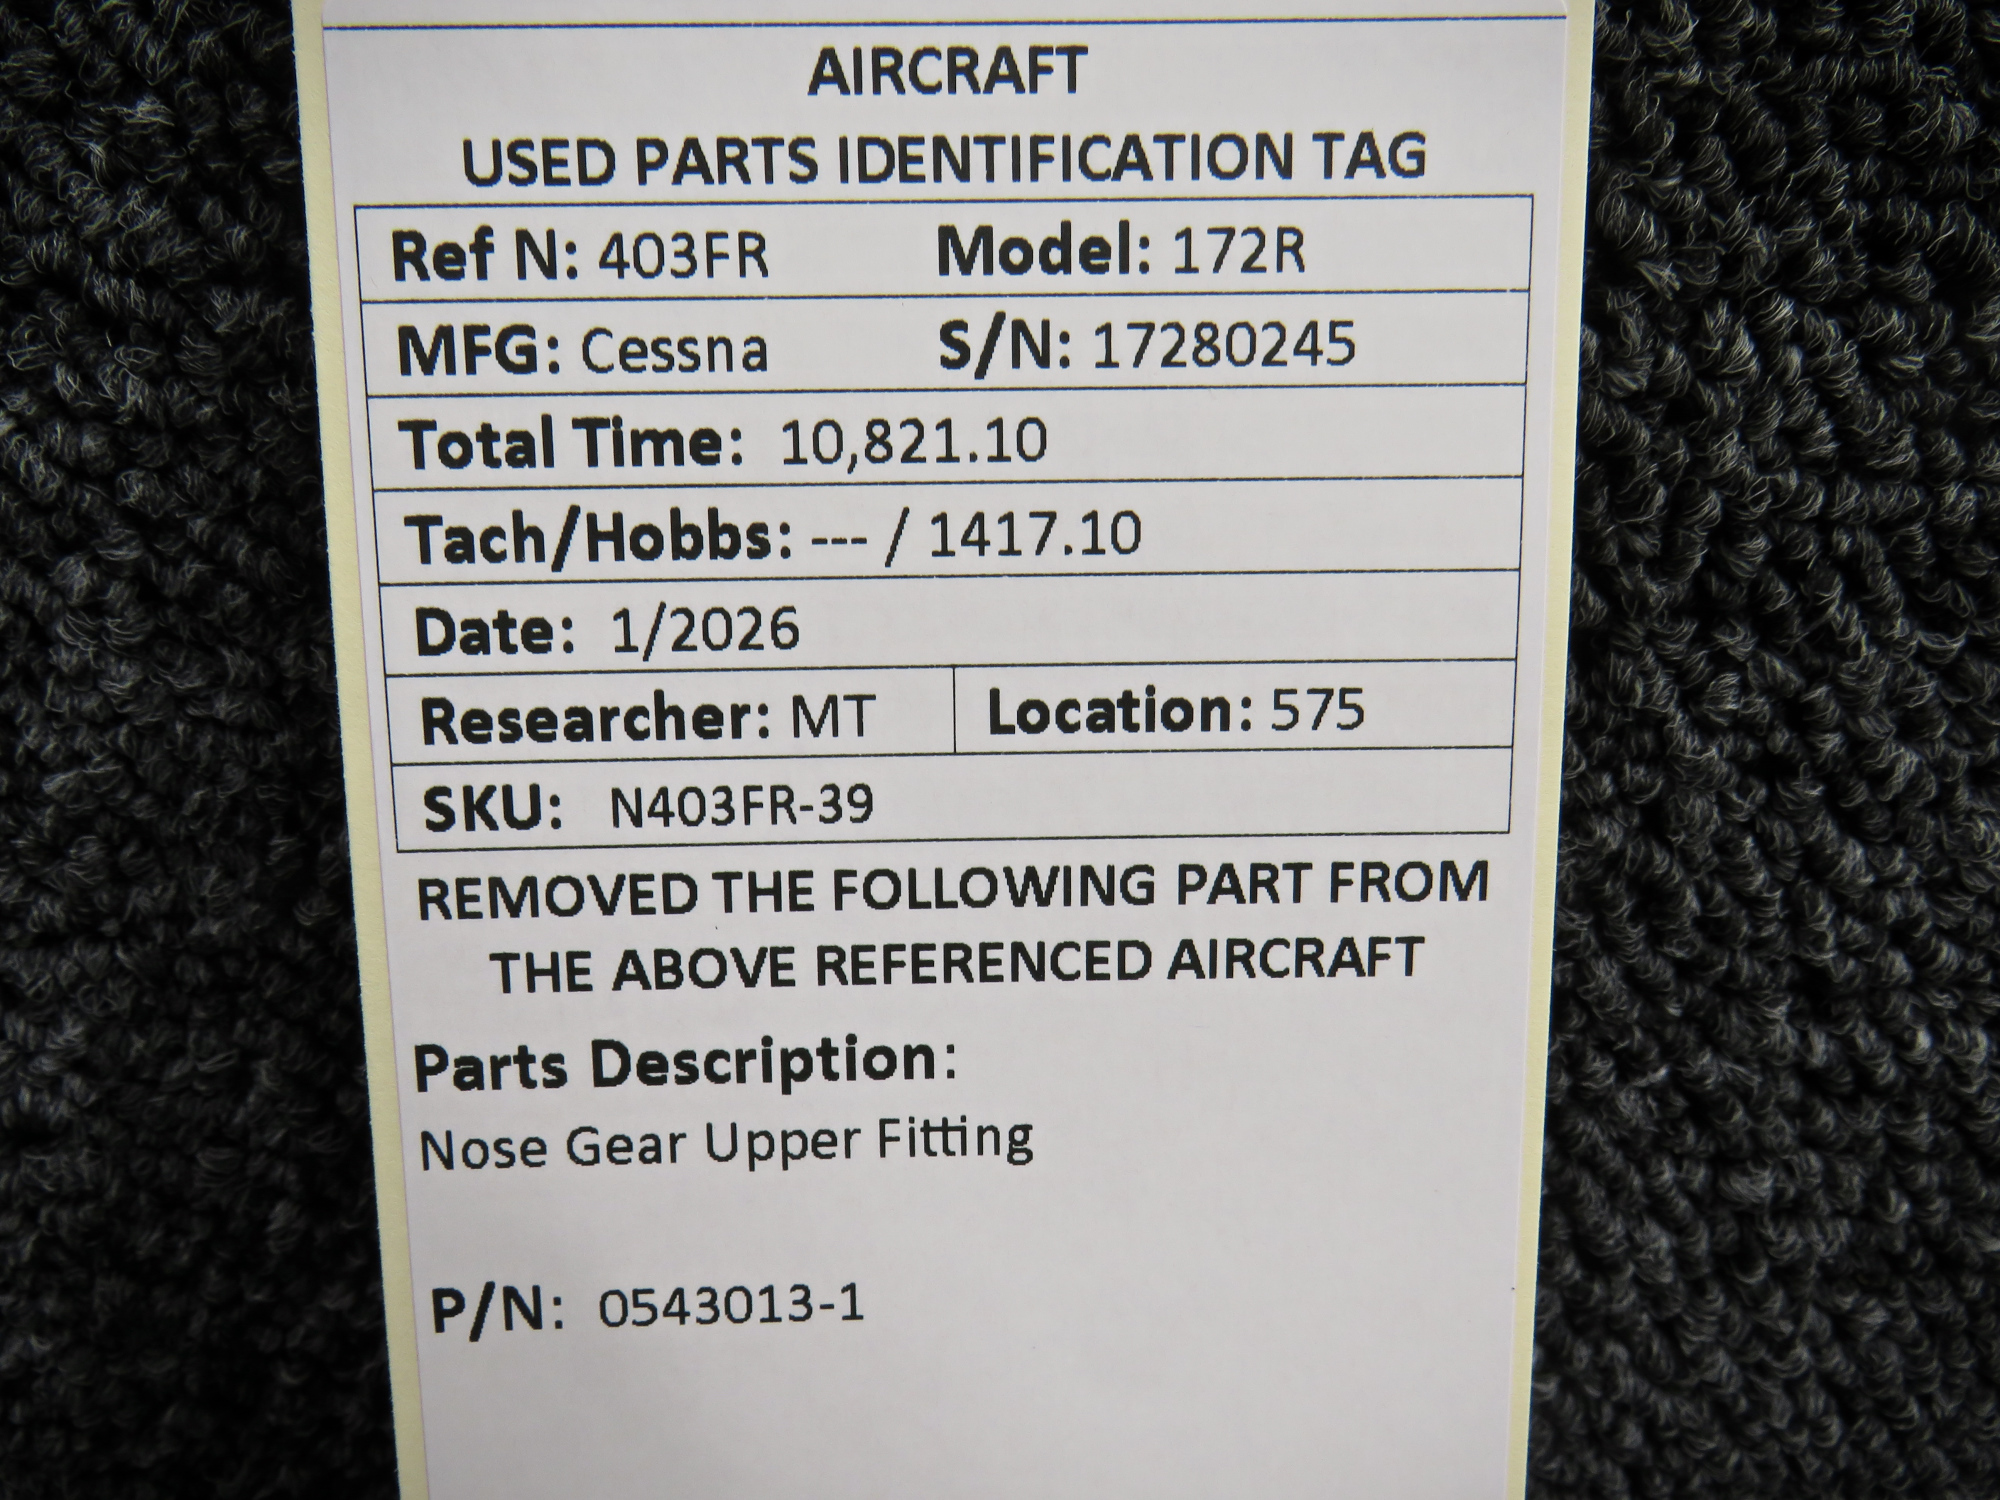 AIRCRAFT
USED PARTS IDENTIFICATION TAG
Ref N: 403FR Model: 172R
MFG: Cessna S/N: 17280245
Total Time: 10,821.10
Tach/Hobbs: --- / 1417.10
Date: 1/2026
Researcher: MT Location: 575
SKU: N403FR-39
REMOVED THE FOLLOWING PART FROM
THE ABOVE REFERENCED AIRCRAFT
Parts Description:
Nose Gear Upper Fitting
P/N: 0543013-1